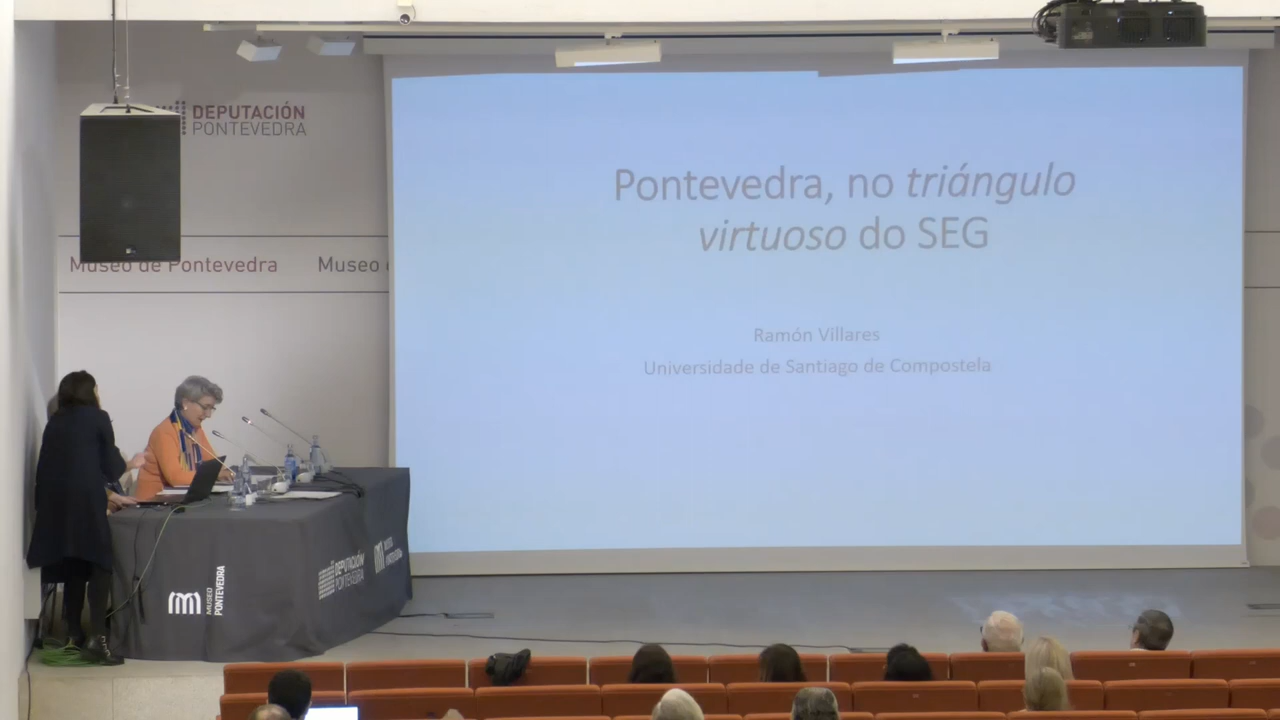 DEPUTACIÓN
PONTEVEDRA
Museo de Pontevedra
Museo
Pontevedra, no triángulo
virtuoso do SEG
Ramón Villares
Universidade de Santiago de Compostela
MUSEO
PONTEVEDRA
DEPUTACIÓN
PONTEVEDRA